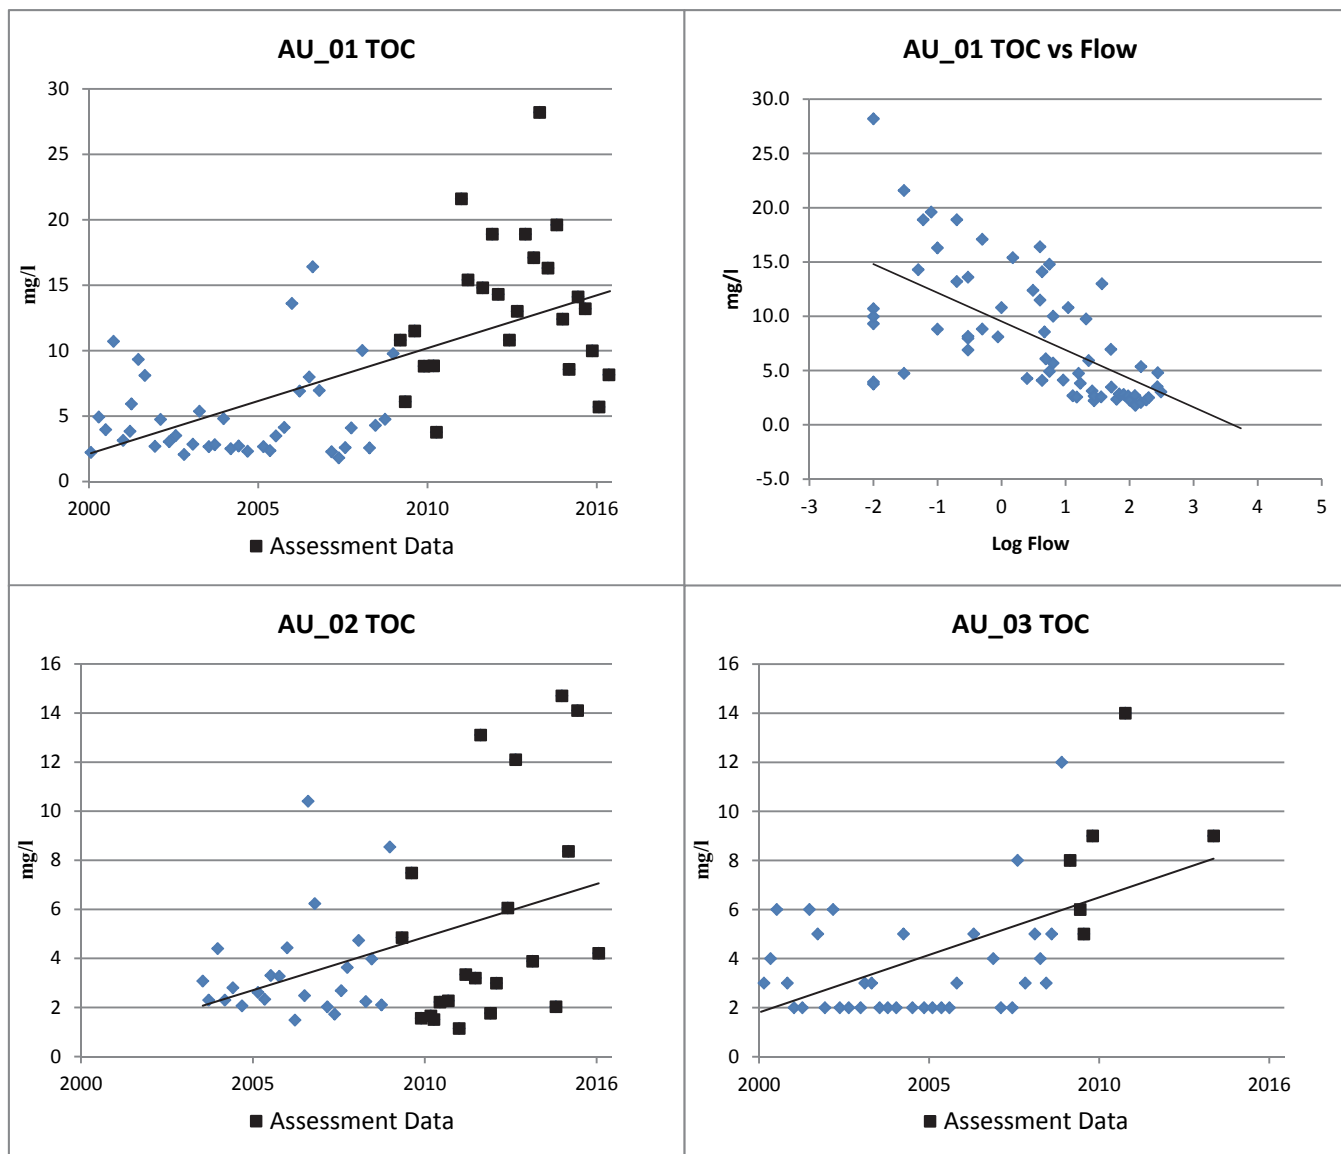 AU_01 TOC
30
25
20
15
10
5
0
mg/l
2000 2005 2010 2016
■ Assessment Data
AU_01 TOC vs Flow
30.0
25.0
20.0
15.0
10.0
5.0
0.0
-5.0
mg/l
-3 -2 -1 0 1 2 3 4 5
Log Flow
AU_02 TOC
16
14
12
10
8
6
4
2
0
mg/l
2000 2005 2010 2016
■ Assessment Data
AU_03 TOC
16
14
12
10
8
6
4
2
0
mg/l
2000 2005 2010 2016
■ Assessment Data